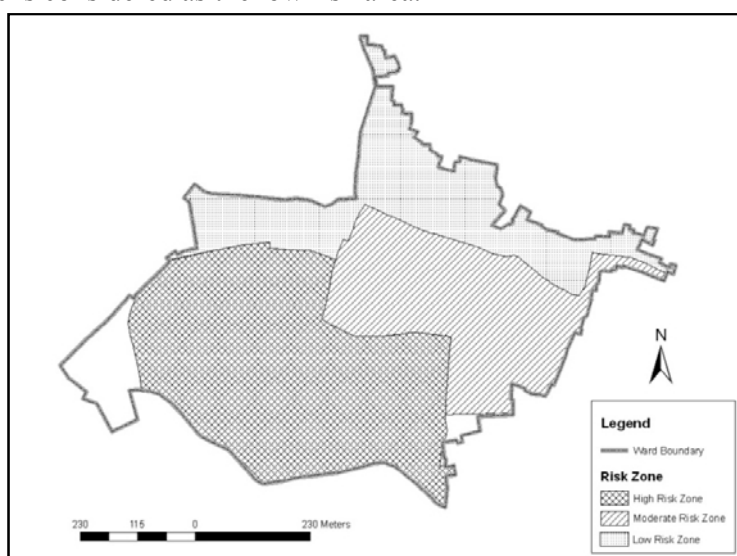 N
Legend
Ward Boundary
Risk Zone
High Risk Zone
Moderate Risk Zone
Low Risk Zone
230 115 0 230 Meters